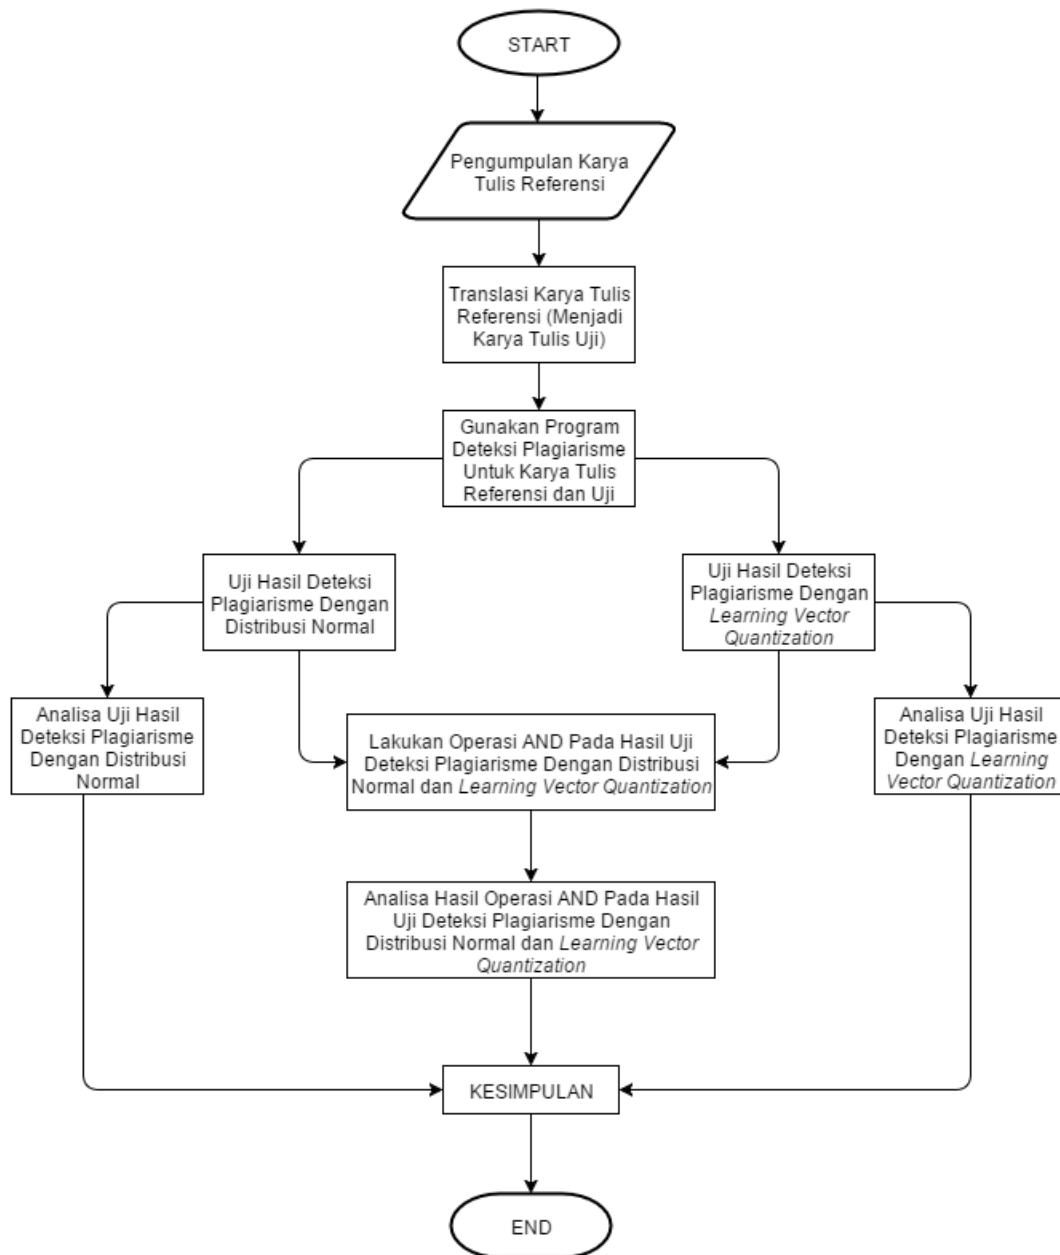 START
Pengumpulan Karya
Tulis Referensi
Translasi Karya Tulis
Referensi (Menjadi
Karya Tulis Uji)
Gunakan Program
Deteksi Plagiarisme
Untuk Karya Tulis
Referensi dan Uji
Uji Hasil Deteksi
Plagiarisme Dengan
Distribusi Normal
Uji Hasil Deteksi
Plagiarisme Dengan
Learning Vector
Quantization
Analisa Uji Hasil
Deteksi Plagiarisme
Dengan Distribusi
Normal
Lakukan Operasi AND Pada Hasil Uji
Deteksi Plagiarisme Dengan Distribusi
Normal dan Learning Vector Quantization
Analisa Uji Hasil
Deteksi Plagiarisme
Dengan Learning
Vector Quantization
Analisa Hasil Operasi AND Pada Hasil
Uji Deteksi Plagiarisme Dengan
Distribusi Normal dan Learning Vector
Quantization
KESIMPULAN
END